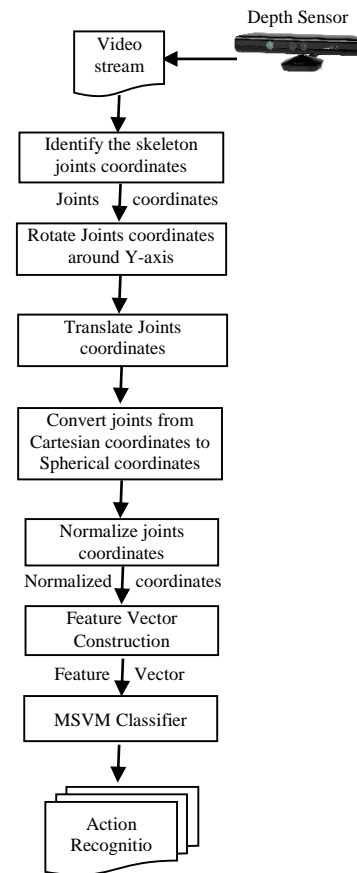 Depth Sensor
Video
stream
Identify the skeleton
joints coordinates
Joints coordinates
Rotate Joints coordinates
around Y-axis
Translate Joints
coordinates
Convert joints from
Cartesian coordinates to
Spherical coordinates
Normalize joints
coordinates
Normalized coordinates
Feature Vector
Construction
Feature Vector
MSVM Classifier
Action
Recognitio